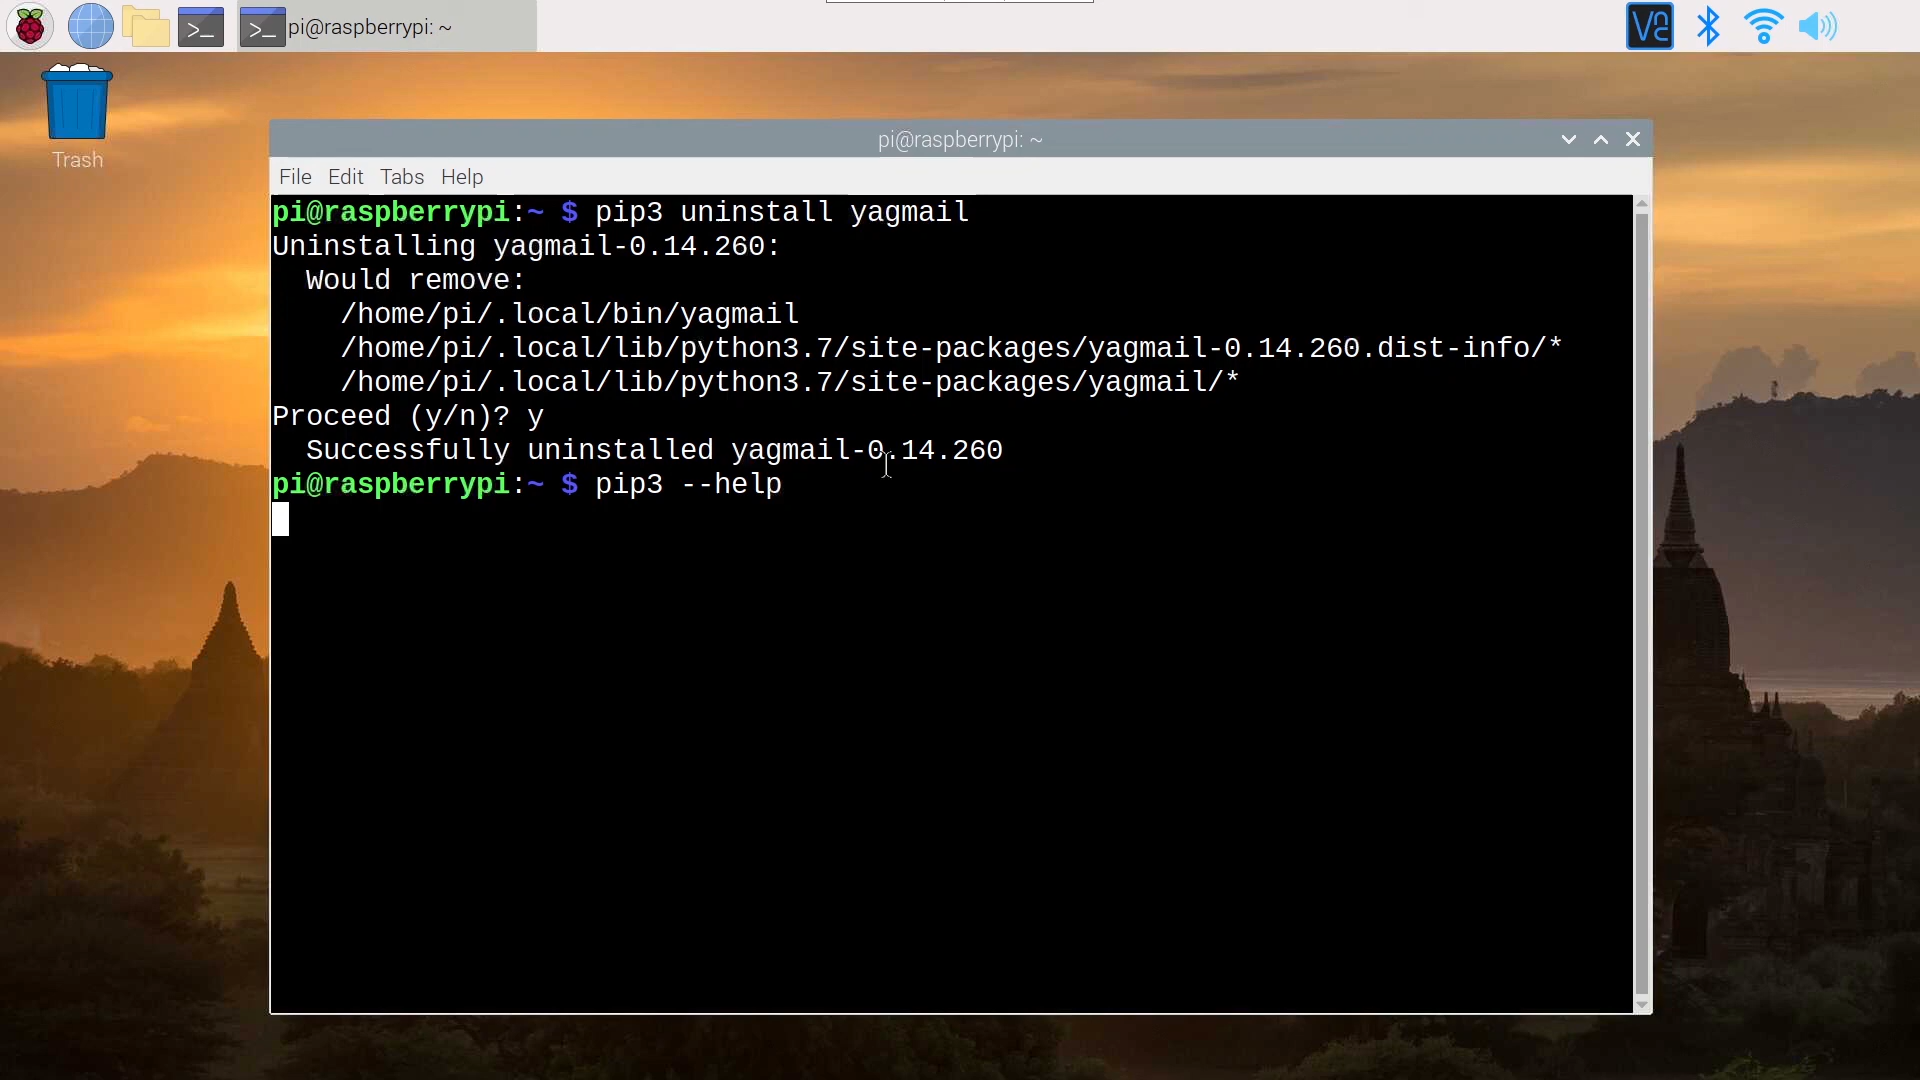 pi@raspberrypi: ~
VNC
Trash
pi@raspberrypi: ~
File Edit Tabs Help
pi@raspberrypi:~ $ pip3 uninstall yagmail
Uninstalling yagmail-0.14.260:
Would remove:
/home/pi/.local/bin/yagmail
/home/pi/.local/lib/python3.7/site-packages/yagmail-0.14.260.dist-info/*
/home/pi/.local/lib/python3.7/site-packages/yagmail/*
Proceed (y/n)? y
Successfully uninstalled yagmail-0.14.260
pi@raspberrypi:~ $ pip3 --help